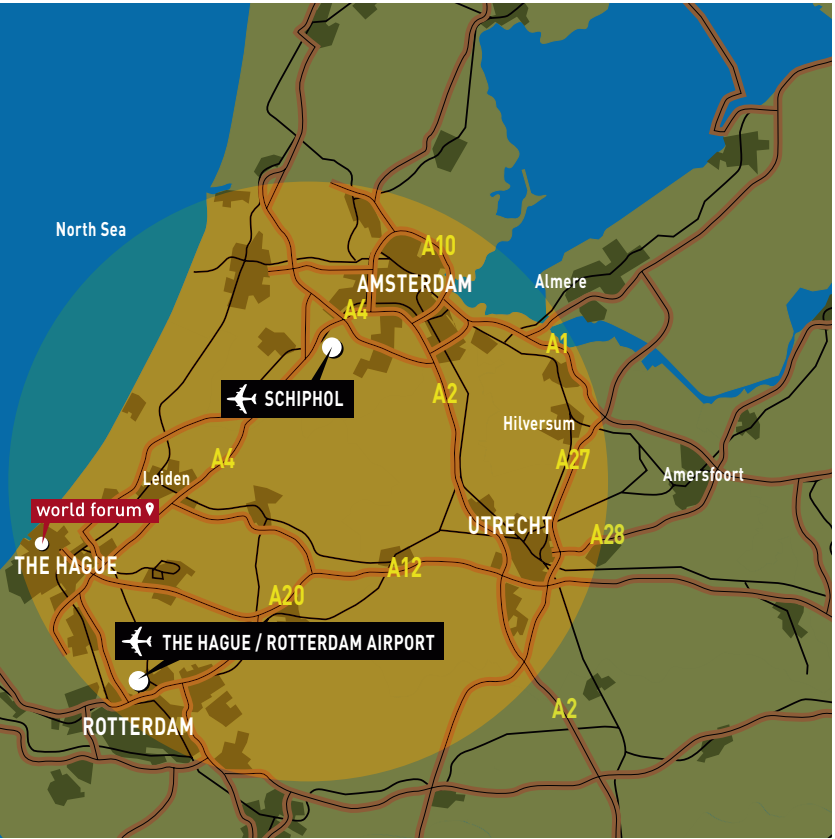 North Sea
A10
AMSTERDAM
Almere
A4
A1
SCHIPHOL
A2
Hilversum
A4
A27
Leiden
Amersfoort
world forum
UTRECHT
A28
THE HAGUE
A12
A20
THE HAGUE / ROTTERDAM AIRPORT
A2
ROTTERDAM